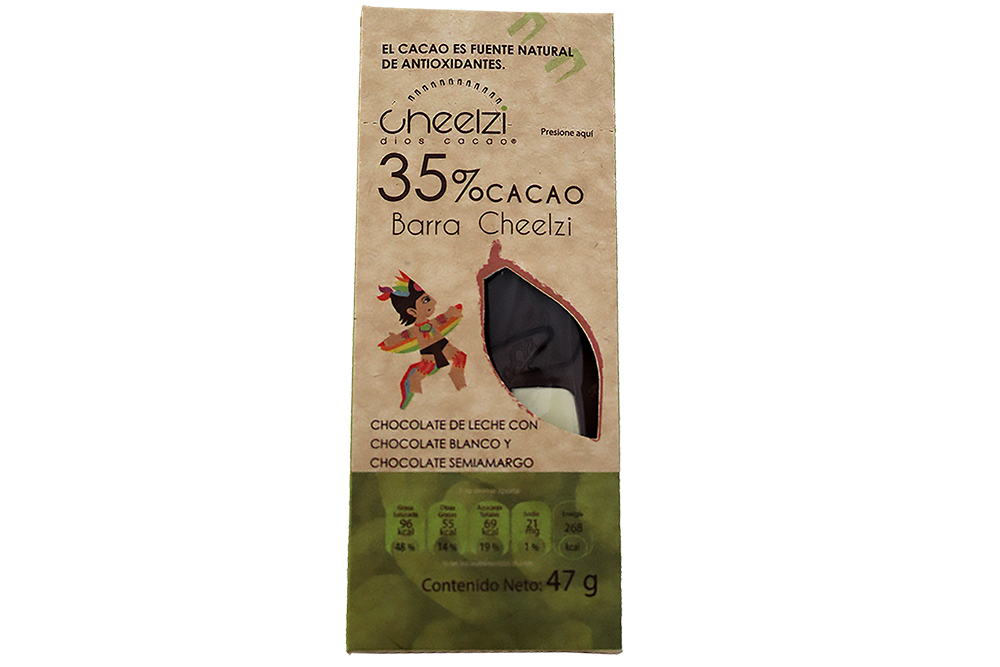 EL CACAO ES FUENTE NATURAL
DE ANTIOXIDANTES.
cheelzi
dios cacao®
Presione aquí
35% CACAO
Barra Cheelzi
CHOCOLATE DE LECHE CON
CHOCOLATE BLANCO Y
CHOCOLATE SEMIAMARGO
Grasa Otras Azúcares Sodio Energía
Saturada Grasas Totales
96 55 69 21 268
kcal kcal kcal mg kcal
48 % 14 % 19 % 1 %
Contenido Neto: 47 g